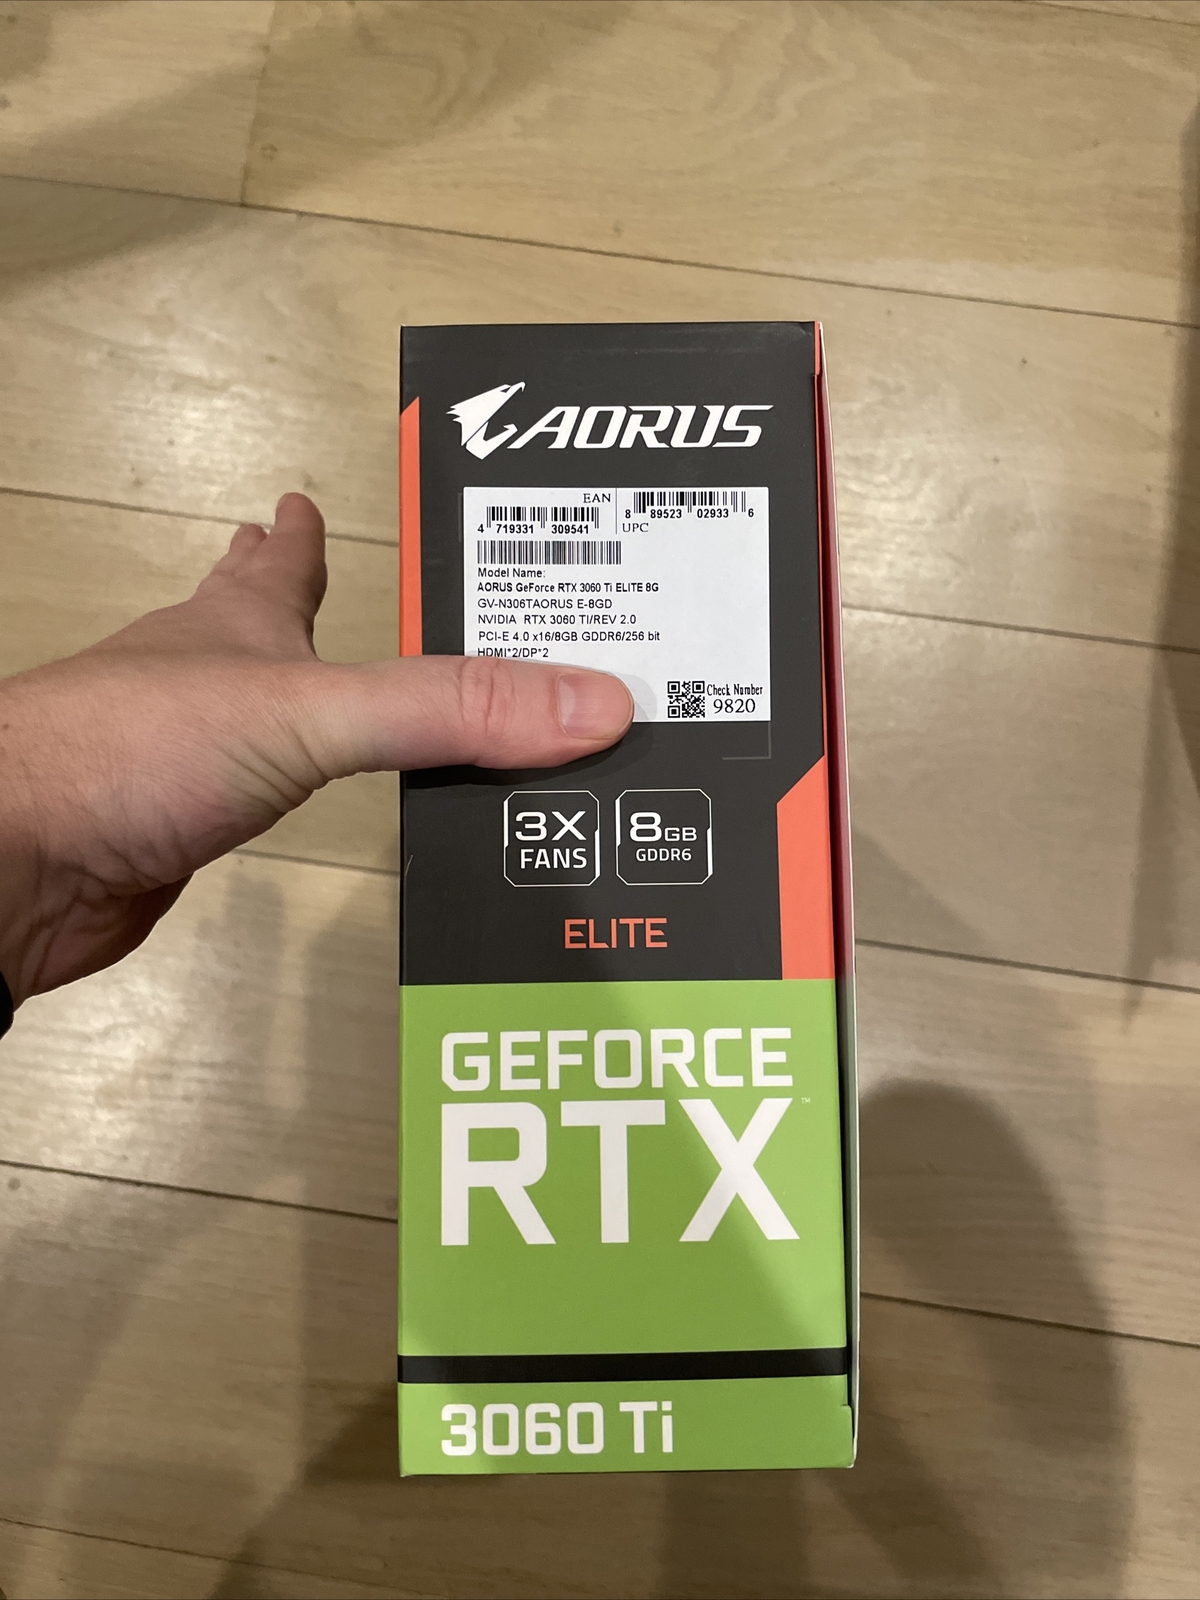 AORUS
EAN
4 719331 309541
8 89523 02933 6
UPC
Model Name:
AORUS GeForce RTX 3060 Ti ELITE 8G
GV-N306TAORUS E-8GD
NVIDIA RTX 3060 TI/REV 2.0
PCI-E 4.0 x16/8GB GDDR6/256 bit
HDMI*2/DP*2
Check Number
9820
3X
FANS
8GB
GDDR6
ELITE
GEFORCE
RTX™
3060 Ti